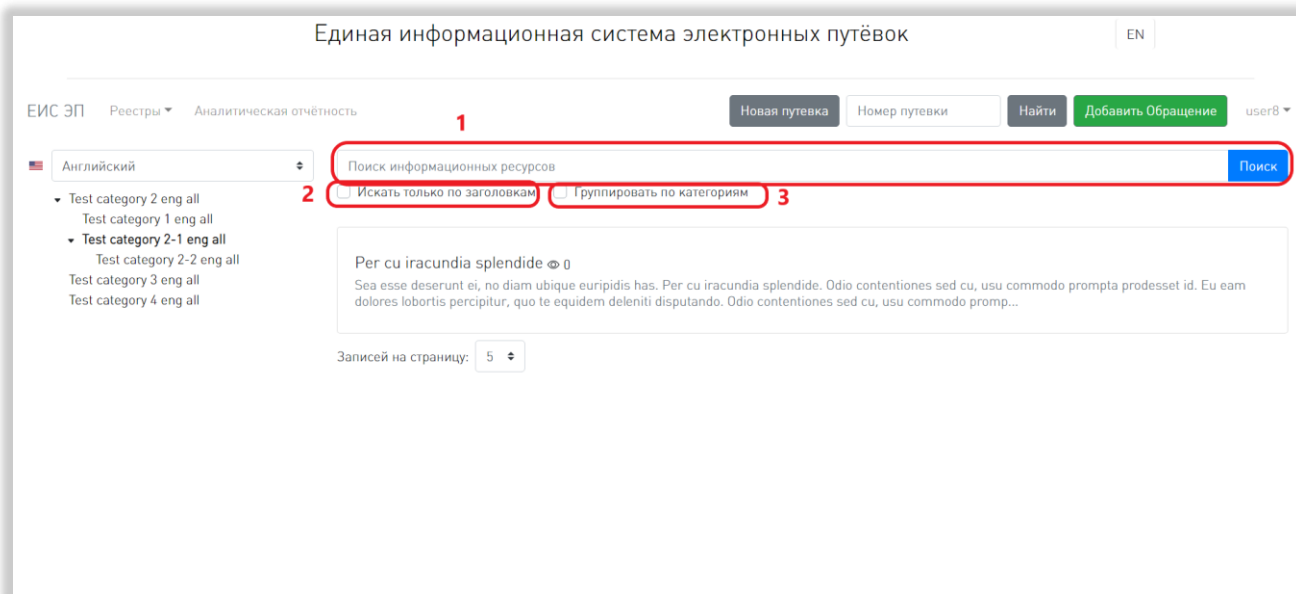 Единая информационная система электронных путёвок
EN
ЕИС ЭП Реестры Аналитическая отчётность Новая путевка Номер путевки Найти Добавить Обращение user8
1
Английский Поиск информационных ресурсов Поиск
2 Искать только по заголовкам Группировать по категориям 3
Test category 2 eng all
Test category 1 eng all
Test category 2-1 eng all
Test category 2-2 eng all
Test category 3 eng all
Test category 4 eng all
Per cu iracundia splendide 0
Sea esse deserunt ei, no diam ubique euripidis has. Per cu iracundia splendide. Odio contentiones sed cu, usu commodo prompta prodesset id. Eu eam
dolores lobortis percipitur, quo te equidem deleniti disputando. Odio contentiones sed cu, usu commodo promp...
Записей на страницу: 5